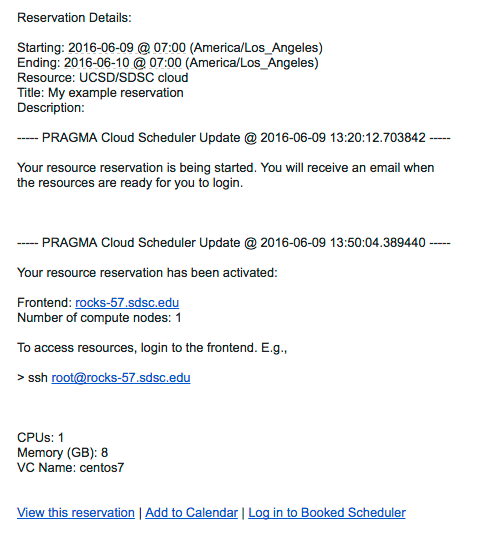 Reservation Details:
Starting: 2016-06-09 @ 07:00 (America/Los_Angeles)
Ending: 2016-06-10 @ 07:00 (America/Los_Angeles)
Resource: UCSD/SDSC cloud
Title: My example reservation
Description:
----- PRAGMA Cloud Scheduler Update @ 2016-06-09 13:20:12.703842 -----
Your resource reservation is being started. You will receive an email when
the resources are ready for you to login.
----- PRAGMA Cloud Scheduler Update @ 2016-06-09 13:50:04.389440 -----
Your resource reservation has been activated:
Frontend: rocks-57.sdsc.edu
Number of compute nodes: 1
To access resources, login to the frontend. E.g.,
> ssh root@rocks-57.sdsc.edu
CPUs: 1
Memory (GB): 8
VC Name: centos7
View this reservation | Add to Calendar | Log in to Booked Scheduler